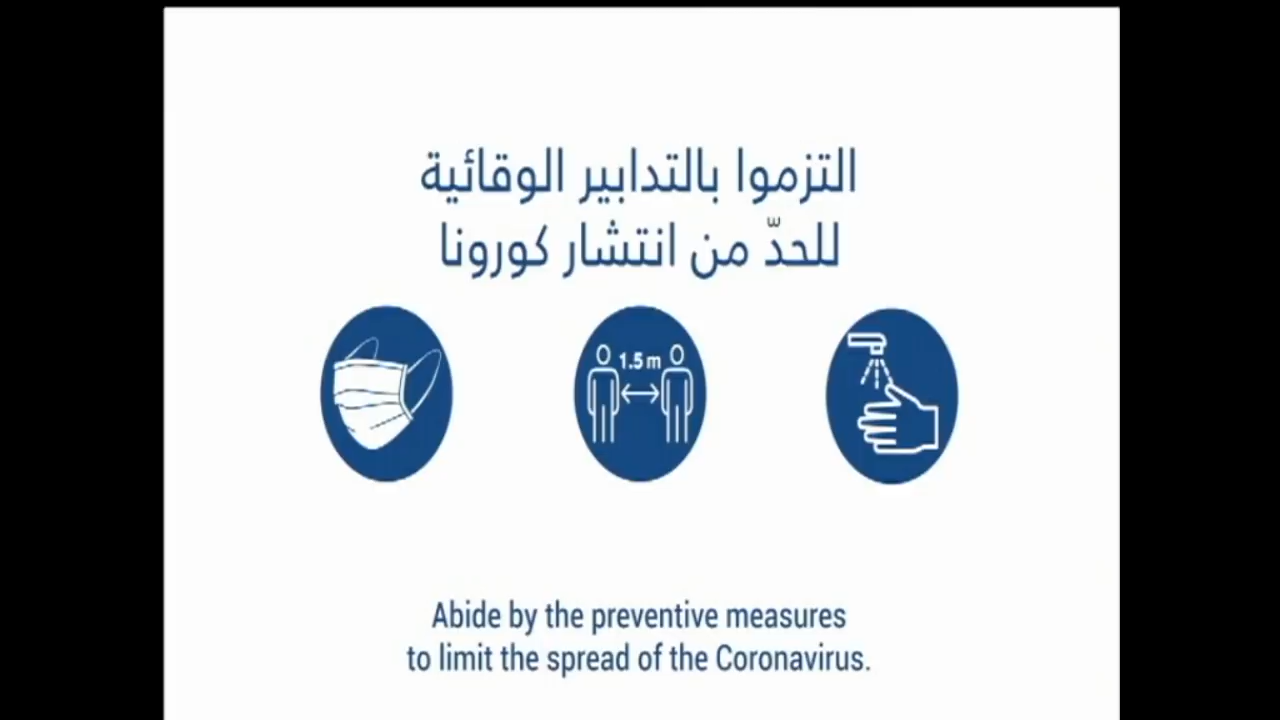 التزموا بالتدابير الوقائية
للحدّ من انتشار كورونا
1.5 m
Abide by the preventive measures
to limit the spread of the Coronavirus.